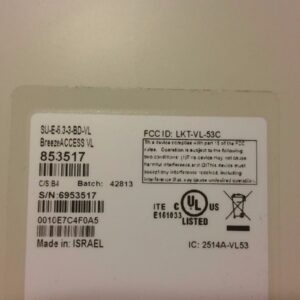 SU-E-5.3-3-BD-VL
BreezeACCESS VL
853517
C/S:B4 Batch: 42813
S/N:6953517
0010E7C4F0A5
Made in: ISRAEL
FCC ID: LKT-VL-53C
This device complies with part 15 of the FCC
rules. Operation is subject to the following
two conditions: (1) This device may not cause
harmful interference and (2) This device must
accept any interference received, including
interference that may cause undesired operation.
ITE
E161033
C UL US
LISTED
IC: 2514A-VL53